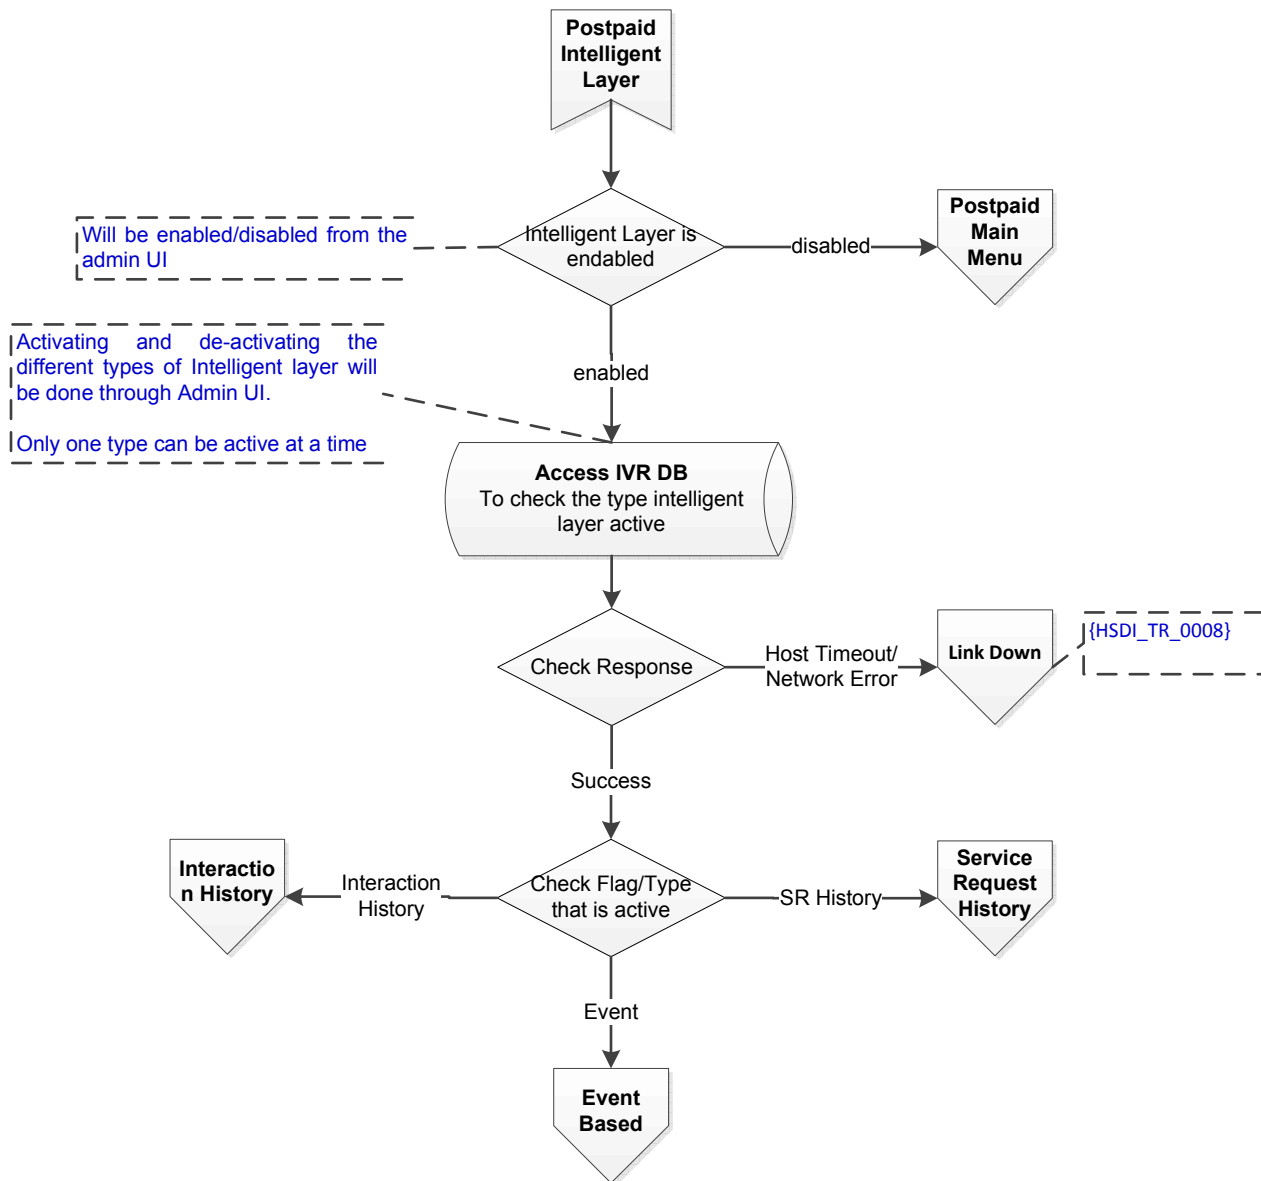 Postpaid
Intelligent
Layer
Will be enabled/disabled from the
admin UI
Intelligent Layer is
endabled
disabled
Postpaid
Main
Menu
Activating and de-activating the
different types of Intelligent layer will
be done through Admin UI.
Only one type can be active at a time
enabled
Access IVR DB
To check the type intelligent
layer active
Check Response
Host Timeout/
Network Error
Link Down
{HSDI_TR_0008}
Success
Interactio
n History
Interaction
History
Check Flag/Type
that is active
SR History
Service
Request
History
Event
Event
Based